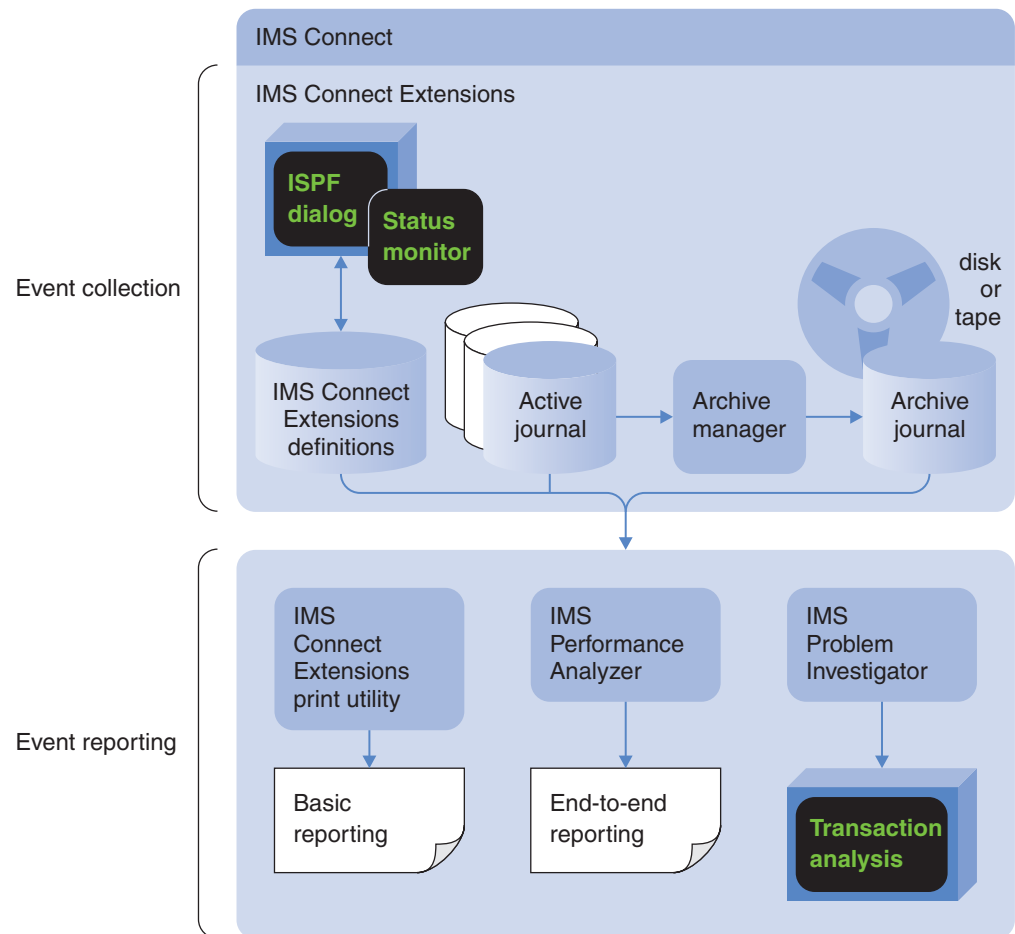 IMS Connect
IMS Connect Extensions
ISPF
dialog
Status
monitor
Event collection
disk
or
tape
IMS Connect
Extensions
definitions
Active
journal
Archive
manager
Archive
journal
IMS
Connect
Extensions
print utility
IMS
Performance
Analyzer
IMS
Problem
Investigator
Event reporting
Basic
reporting
End-to-end
reporting
Transaction
analysis